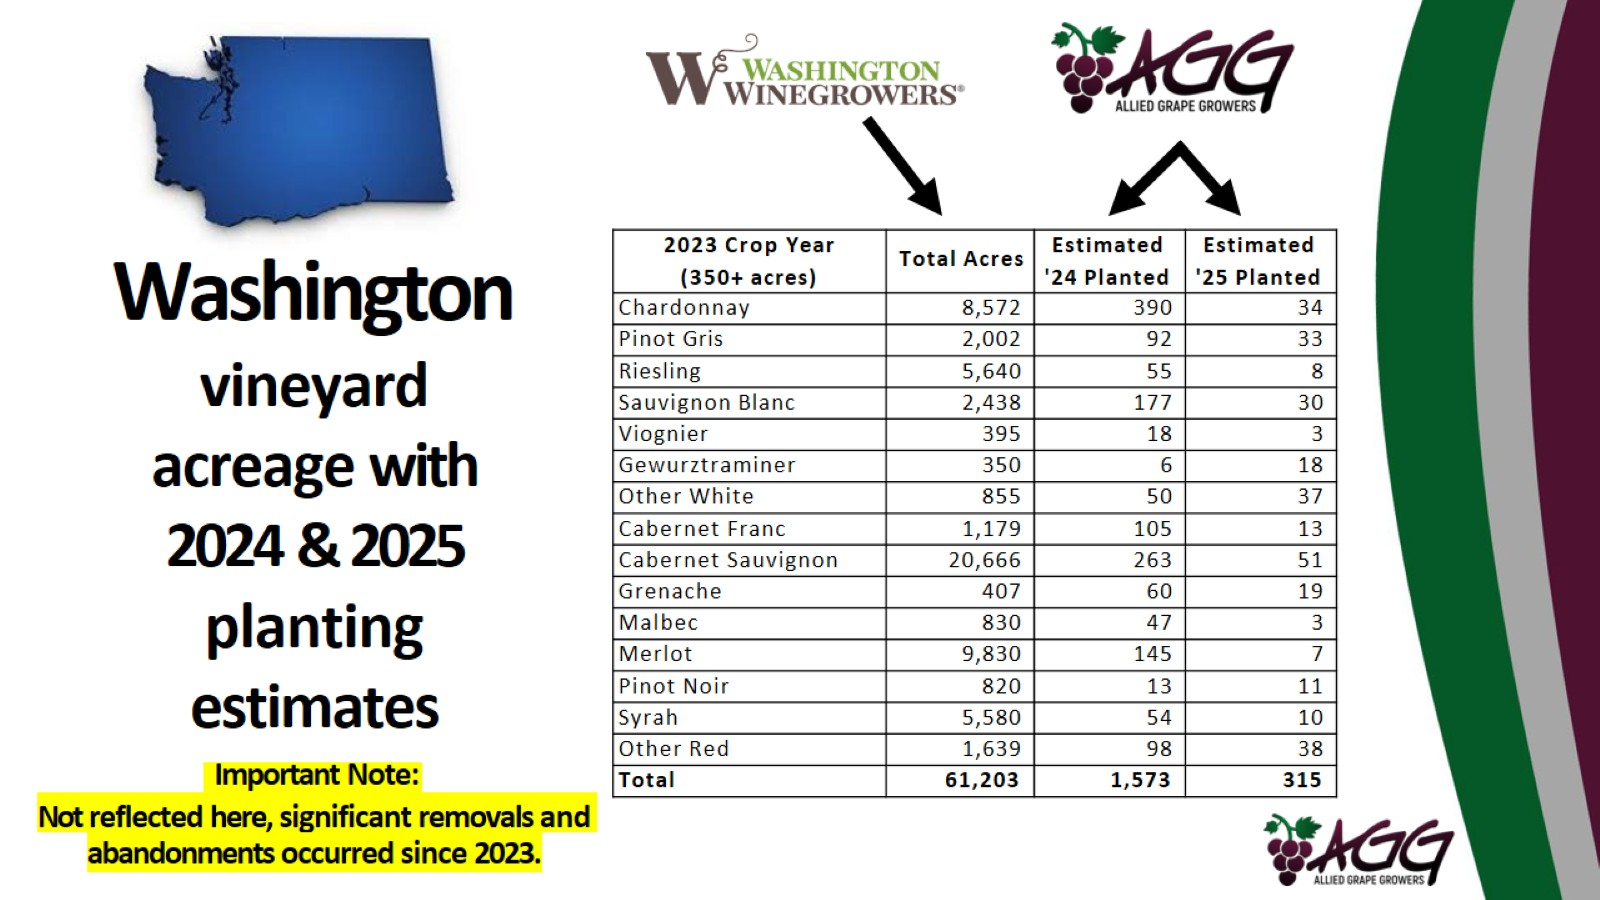 WASHINGTON
WINEGROWERS®
AGG
ALLIED GRAPE GROWERS
Washington
vineyard
acreage with
2024 & 2025
planting
estimates
Important Note:
Not reflected here, significant removals and
abandonments occurred since 2023.
2023 Crop Year (350+ acres) Total Acres Estimated '24 Planted Estimated '25 Planted
Chardonnay 8,572 390 34
Pinot Gris 2,002 92 33
Riesling 5,640 55 8
Sauvignon Blanc 2,438 177 30
Viognier 395 18 3
Gewurztraminer 350 6 18
Other White 855 50 37
Cabernet Franc 1,179 105 13
Cabernet Sauvignon 20,666 263 51
Grenache 407 60 19
Malbec 830 47 3
Merlot 9,830 145 7
Pinot Noir 820 13 11
Syrah 5,580 54 10
Other Red 1,639 98 38
Total 61,203 1,573 315
AGG
ALLIED GRAPE GROWERS